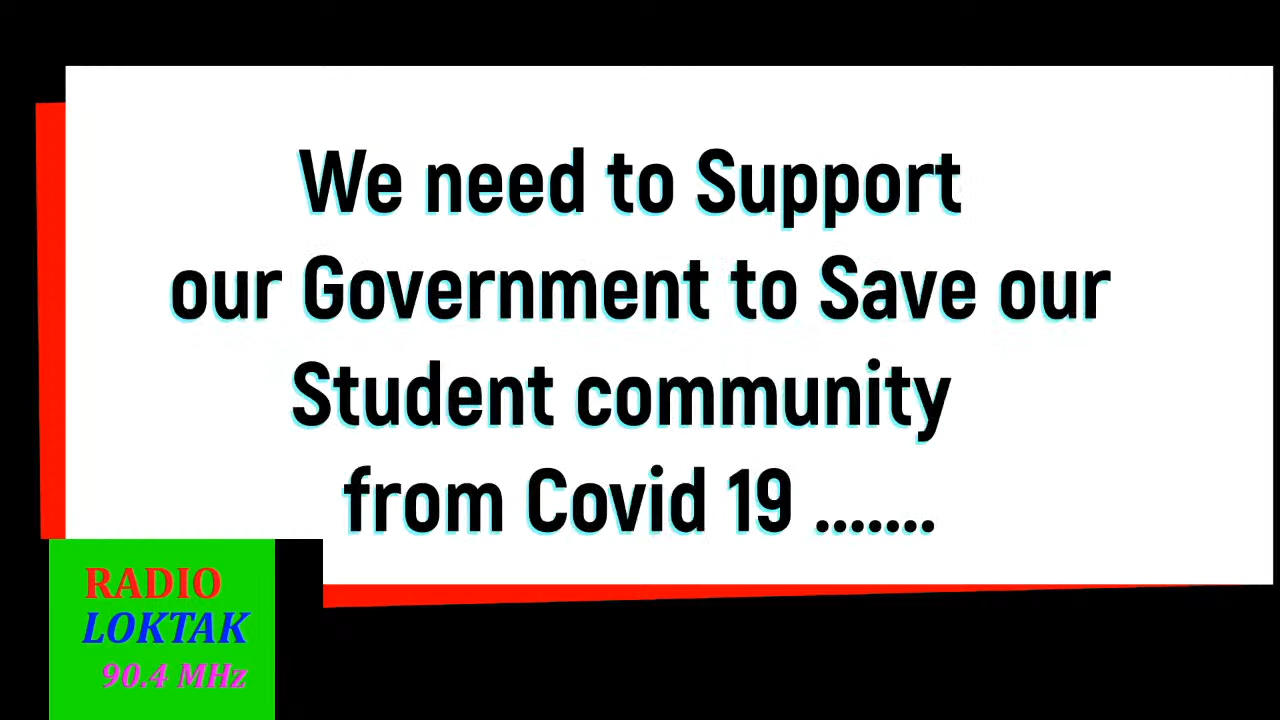 We need to Support
our Government to Save our
Student community
from Covid 19 .......
RADIO
LOKTAK
90.4 MHz